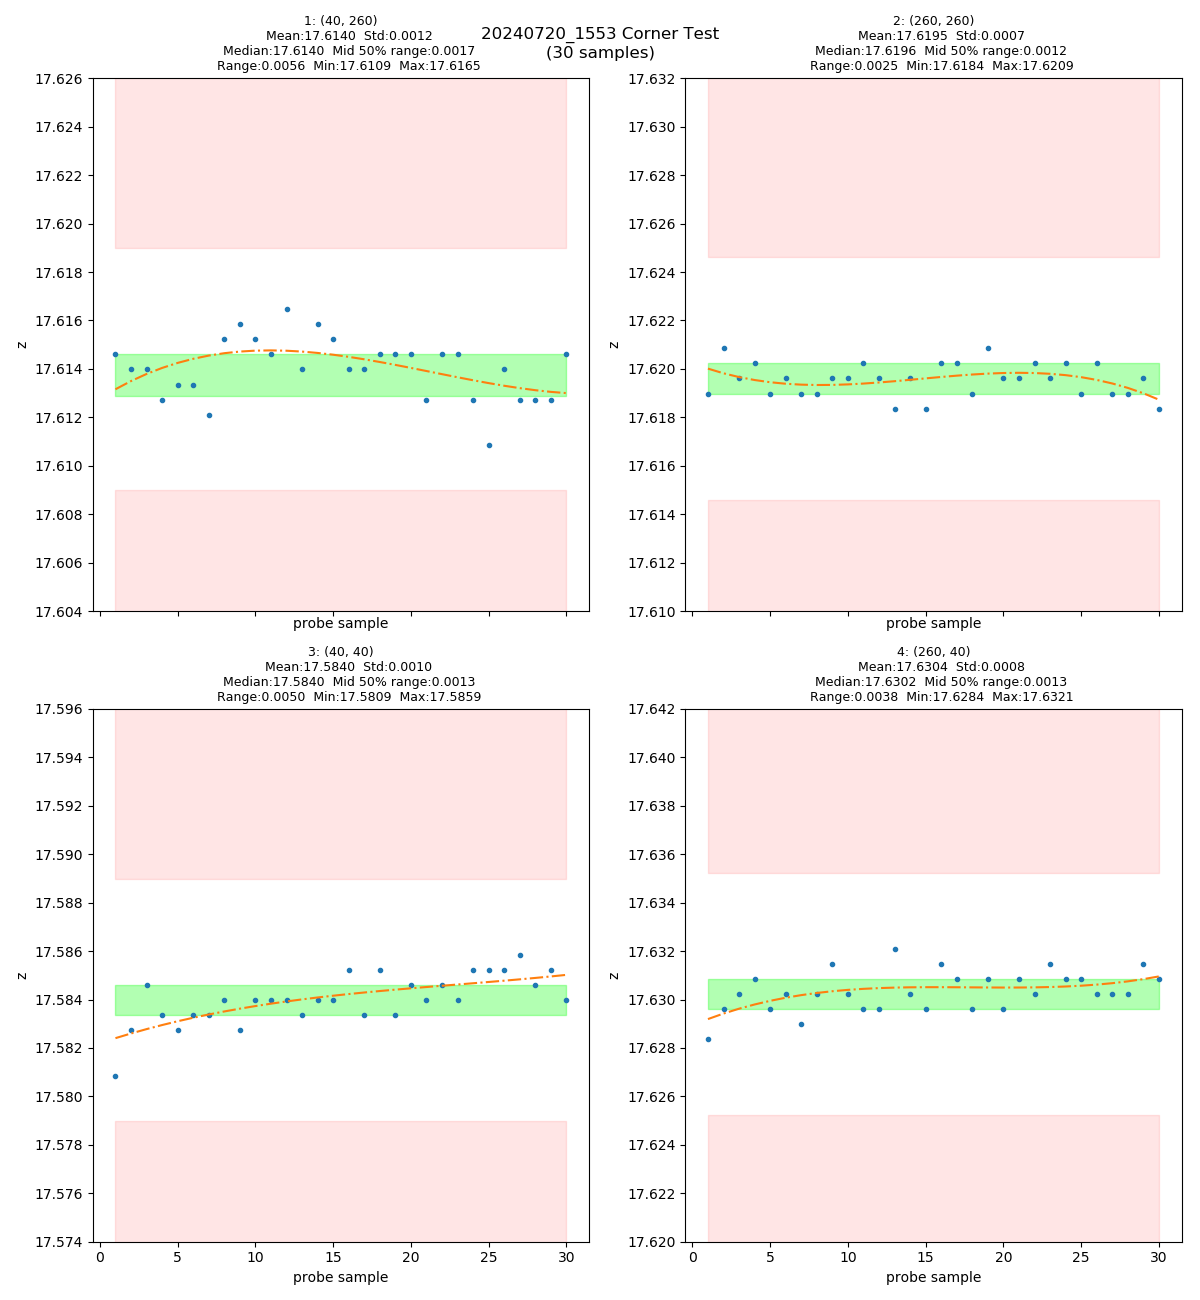 20240720_1553 Corner Test
(30 samples)
1: (40, 260)
Mean:17.6140  Std:0.0012
Median:17.6140  Mid 50% range:0.0017
Range:0.0056  Min:17.6109  Max:17.6165
17.626
17.624
17.622
17.620
17.618
17.616
17.614
17.612
17.610
17.608
17.606
17.604
z
probe sample
2: (260, 260)
Mean:17.6195  Std:0.0007
Median:17.6196  Mid 50% range:0.0012
Range:0.0025  Min:17.6184  Max:17.6209
17.632
17.630
17.628
17.626
17.624
17.622
17.620
17.618
17.616
17.614
17.612
17.610
z
probe sample
3: (40, 40)
Mean:17.5840  Std:0.0010
Median:17.5840  Mid 50% range:0.0013
Range:0.0050  Min:17.5809  Max:17.5859
17.596
17.594
17.592
17.590
17.588
17.586
17.584
17.582
17.580
17.578
17.576
17.574
z
0 5 10 15 20 25 30
probe sample
4: (260, 40)
Mean:17.6304  Std:0.0008
Median:17.6302  Mid 50% range:0.0013
Range:0.0038  Min:17.6284  Max:17.6321
17.642
17.640
17.638
17.636
17.634
17.632
17.630
17.628
17.626
17.624
17.622
17.620
z
0 5 10 15 20 25 30
probe sample